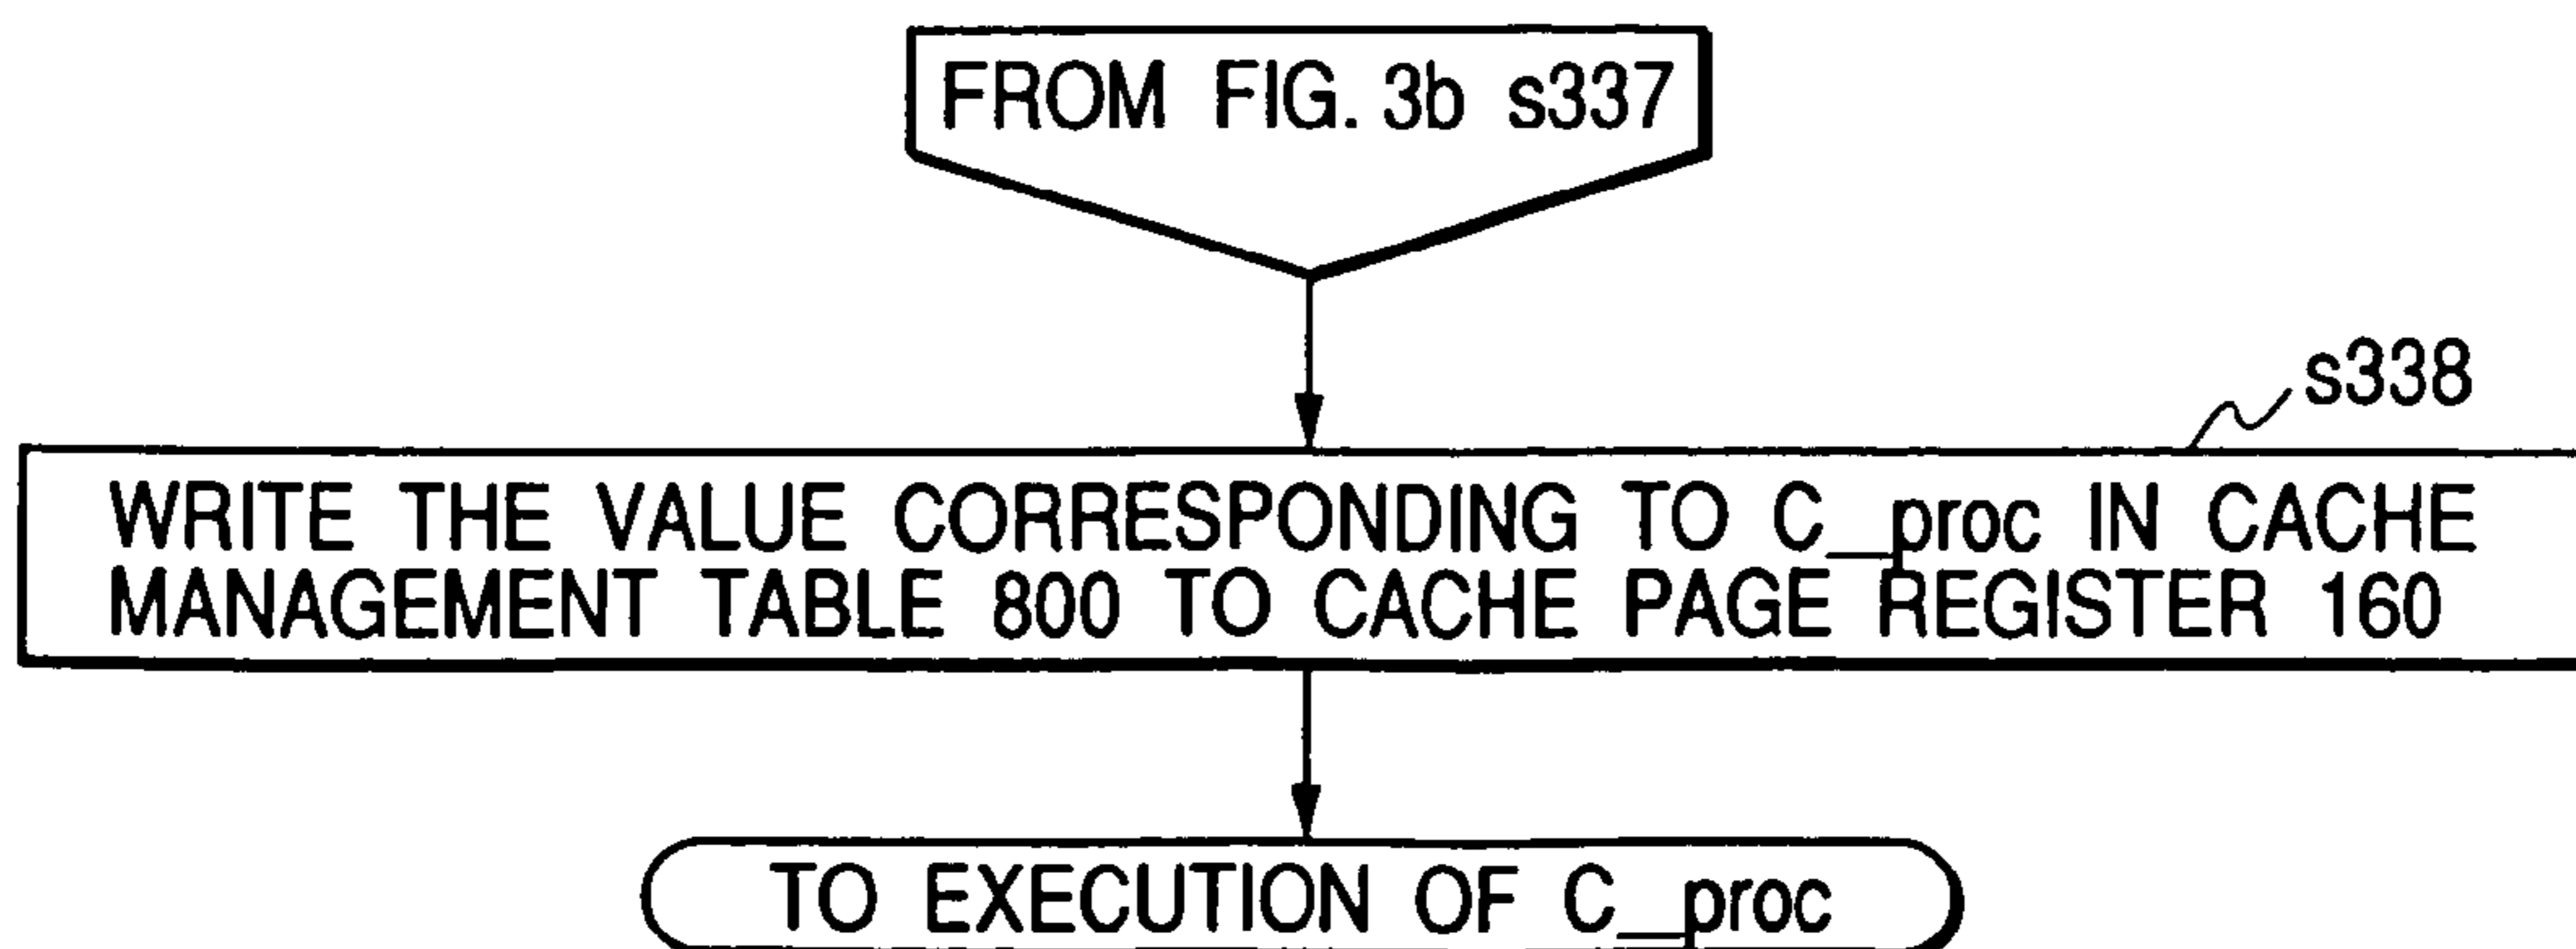 FROM FIG. 3b s337
s338
WRITE THE VALUE CORRESPONDING TO C_proc IN CACHE
MANAGEMENT TABLE 800 TO CACHE PAGE REGISTER 160
TO EXECUTION OF C_proc